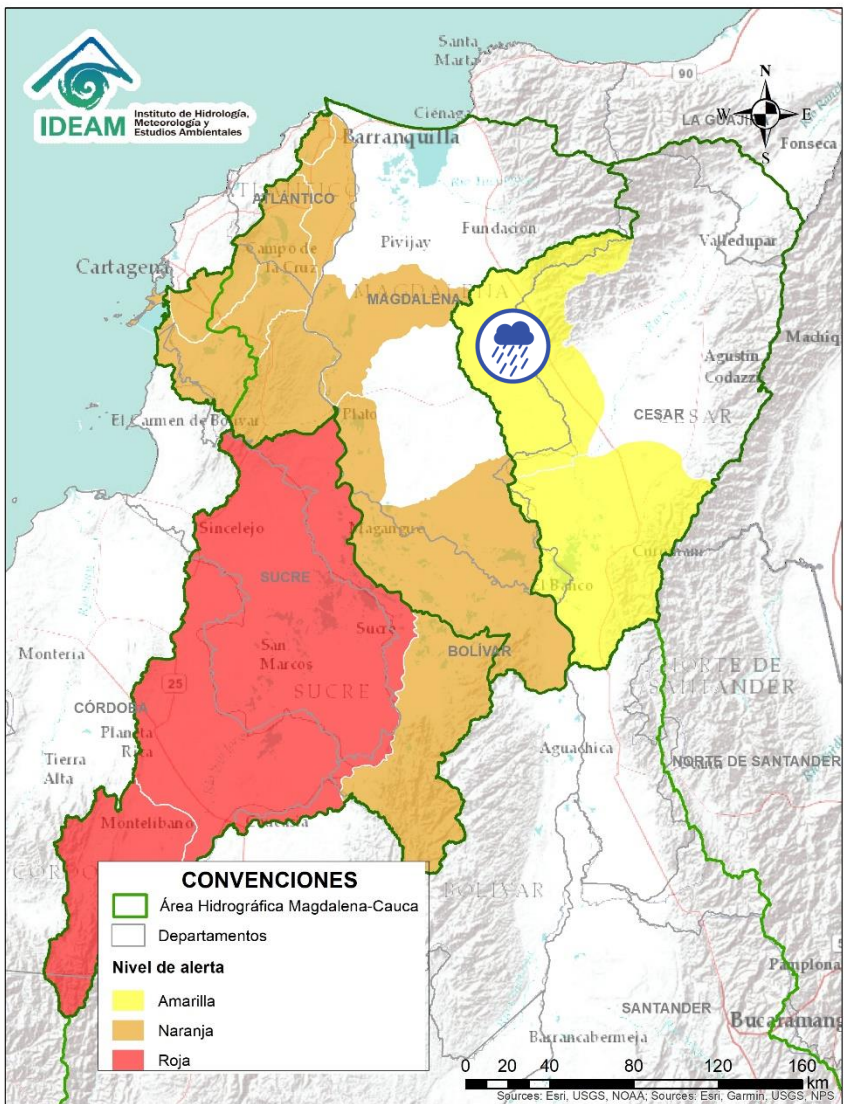 IDEAM
Instituto de Hidrología,
Meteorología y
Estudios Ambientales
Santa
Marta
90
N
W
E
S
LA GUAJIRA
Ciénaga
Barranquilla
Fonseca
ATLÁNTICO
Pivijay
Fundación
Valledupar
Cartagena
Campo de
la Cruz
MAGDALENA
MAGDALENA
Machiq
Agustín
Codazzi
El Carmen de Bolívar
Plato
CESAR
CESAR
Sincelejo
Magangué
SUCRE
El Banco
Sucre
Montería
San
Marcos
BOLÍVAR
SUCRE
NORTE DE
SANTANDER
25
CÓRDOBA
Planeta
Rica
Tierra
Alta
Aguachica
NORTE DE SANTANDER
Montelíbano
BOLÍVAR
CONVENCIONES
Área Hidrográfica Magdalena-Cauca
Departamentos
Nivel de alerta
Amarilla
Naranja
Roja
Pamplona
SANTANDER
Bucaramang
Barrancabermeja
0 20 40 80 120 160
km
Sources: Esri, USGS, NOAA; Sources: Esri, Garmin, USGS, NPS